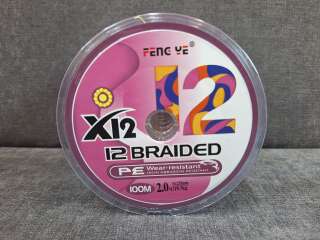 FENG YE®
12
X12
12 BRAIDED
PE Wear-resistant
100M 2.0